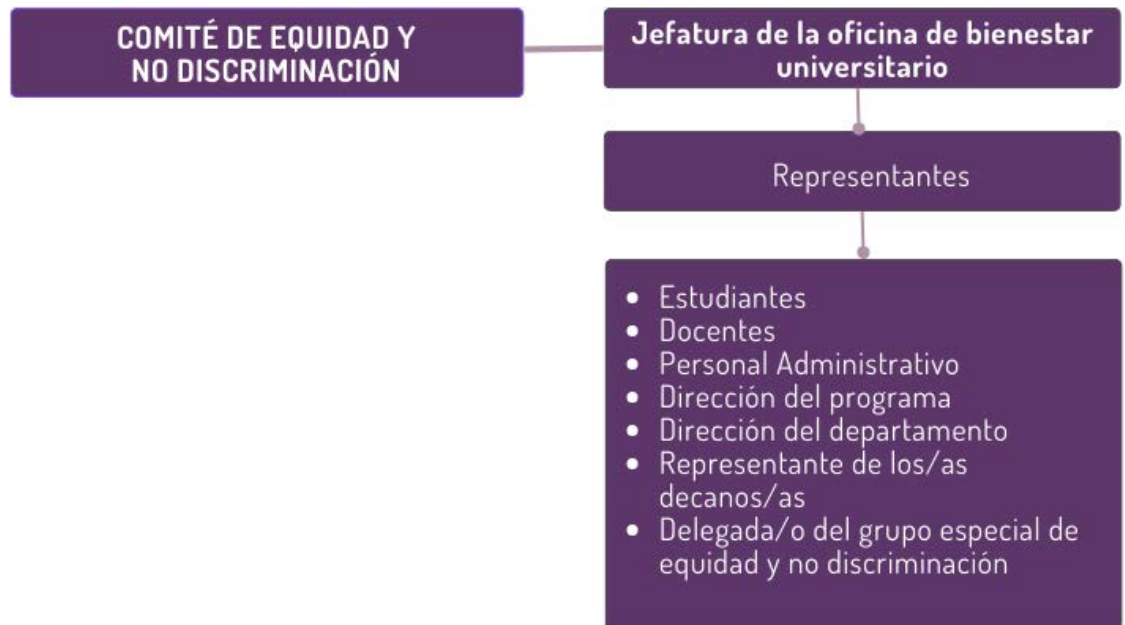 COMITÉ DE EQUIDAD Y
NO DISCRIMINACIÓN
Jefatura de la oficina de bienestar
universitario
Representantes
• Estudiantes
• Docentes
• Personal Administrativo
• Dirección del programa
• Dirección del departamento
• Representante de los/as
decanos/as
• Delegada/o del grupo especial de
equidad y no discriminación